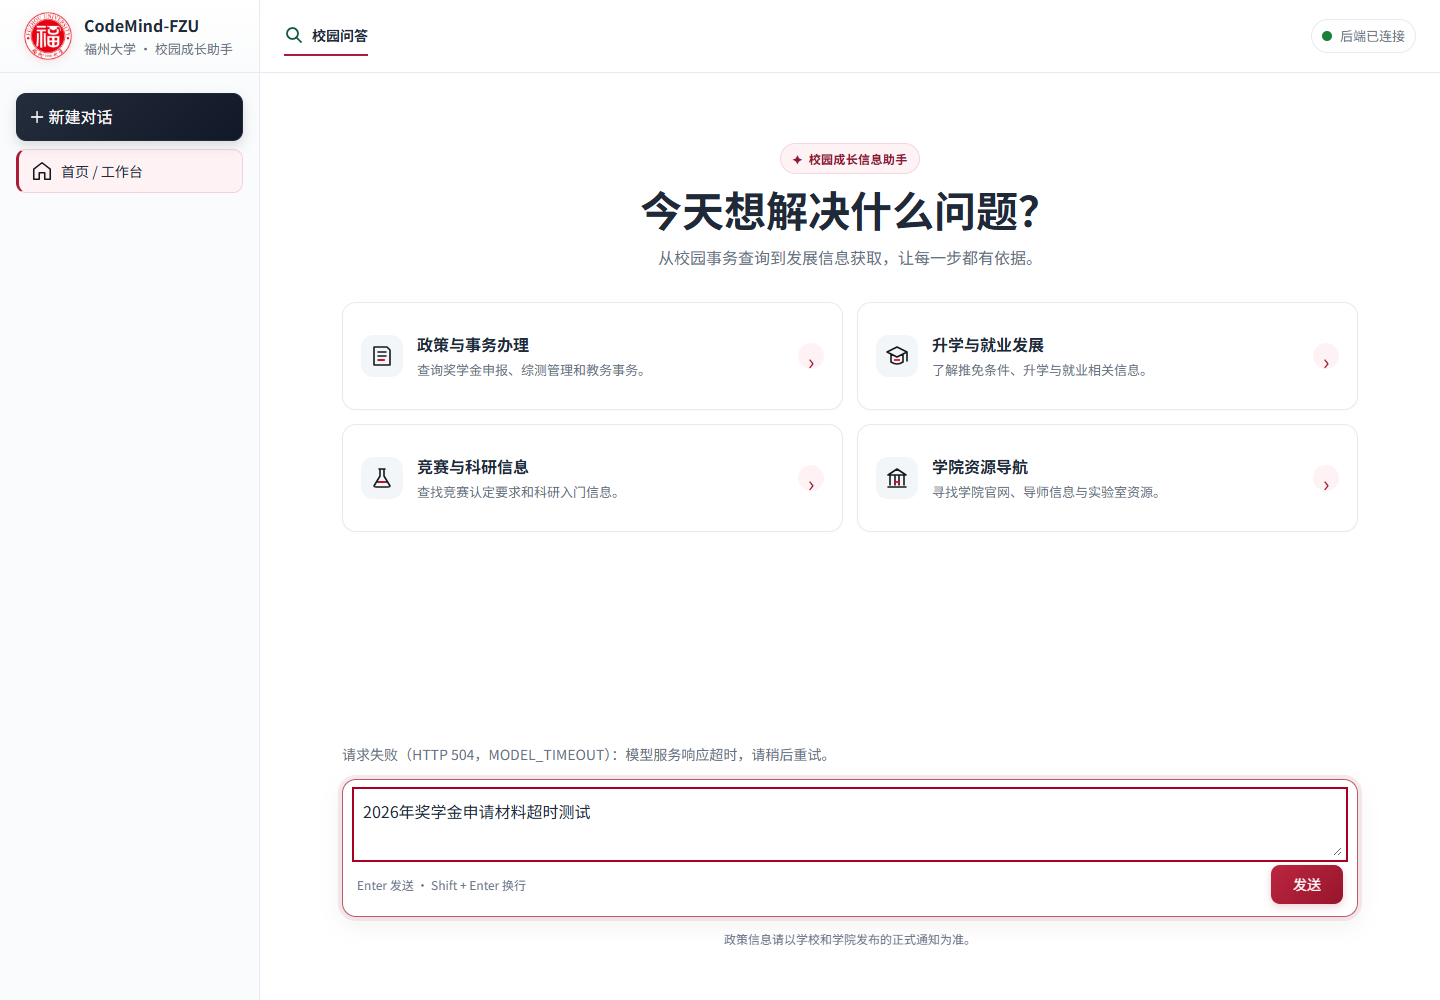 CodeMind-FZU
福州大学 · 校园成长助手
校园问答
后端已连接
+ 新建对话
首页 / 工作台
✦ 校园成长信息助手
今天想解决什么问题？
从校园事务查询到发展信息获取，让每一步都有依据。
政策与事务办理
查询奖学金申报、综测管理和教务事务。
升学与就业发展
了解推免条件、升学与就业相关信息。
竞赛与科研信息
查找竞赛认定要求和科研入门信息。
学院资源导航
寻找学院官网、导师信息与实验室资源。
请求失败（HTTP 504，MODEL_TIMEOUT）：模型服务响应超时，请稍后重试。
2026年奖学金申请材料超时测试
Enter 发送 · Shift + Enter 换行
发送
政策信息请以学校和学院发布的正式通知为准。